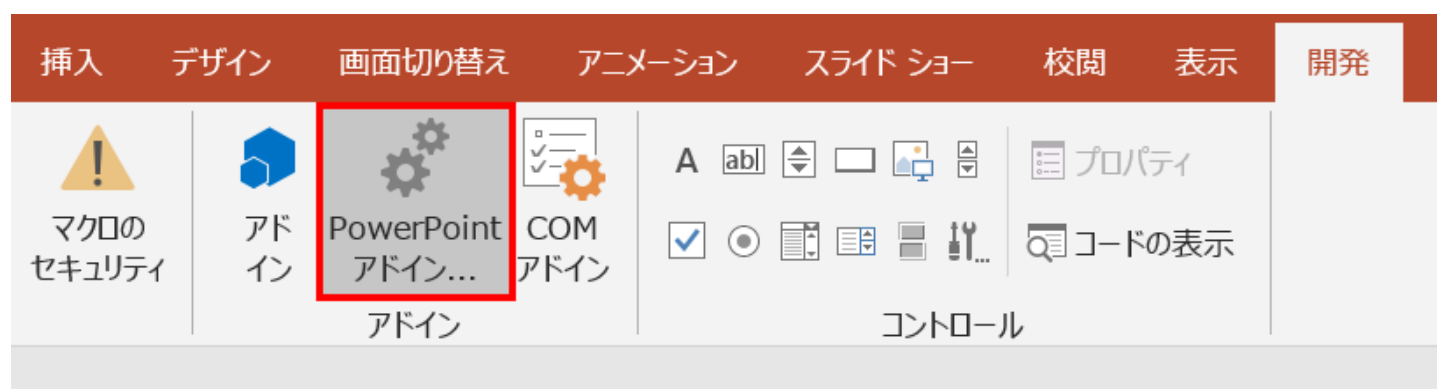 挿入 デザイン 画面切り替え アニメーション スライド ショー 校閲 表示 開発
マクロの
セキュリティ
アド
イン
PowerPoint
アドイン...
COM
アドイン
アドイン
A ab| プロパティ
コードの表示
コントロール